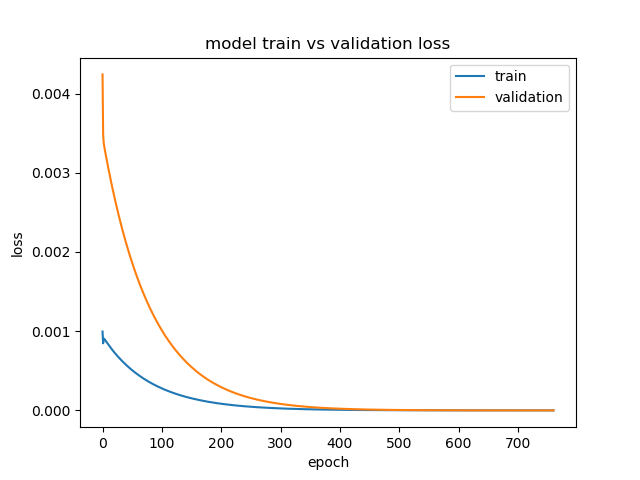 model train vs validation loss
train
validation
0.004
0.003
0.002
0.001
0.000
loss
0 100 200 300 400 500 600 700
epoch